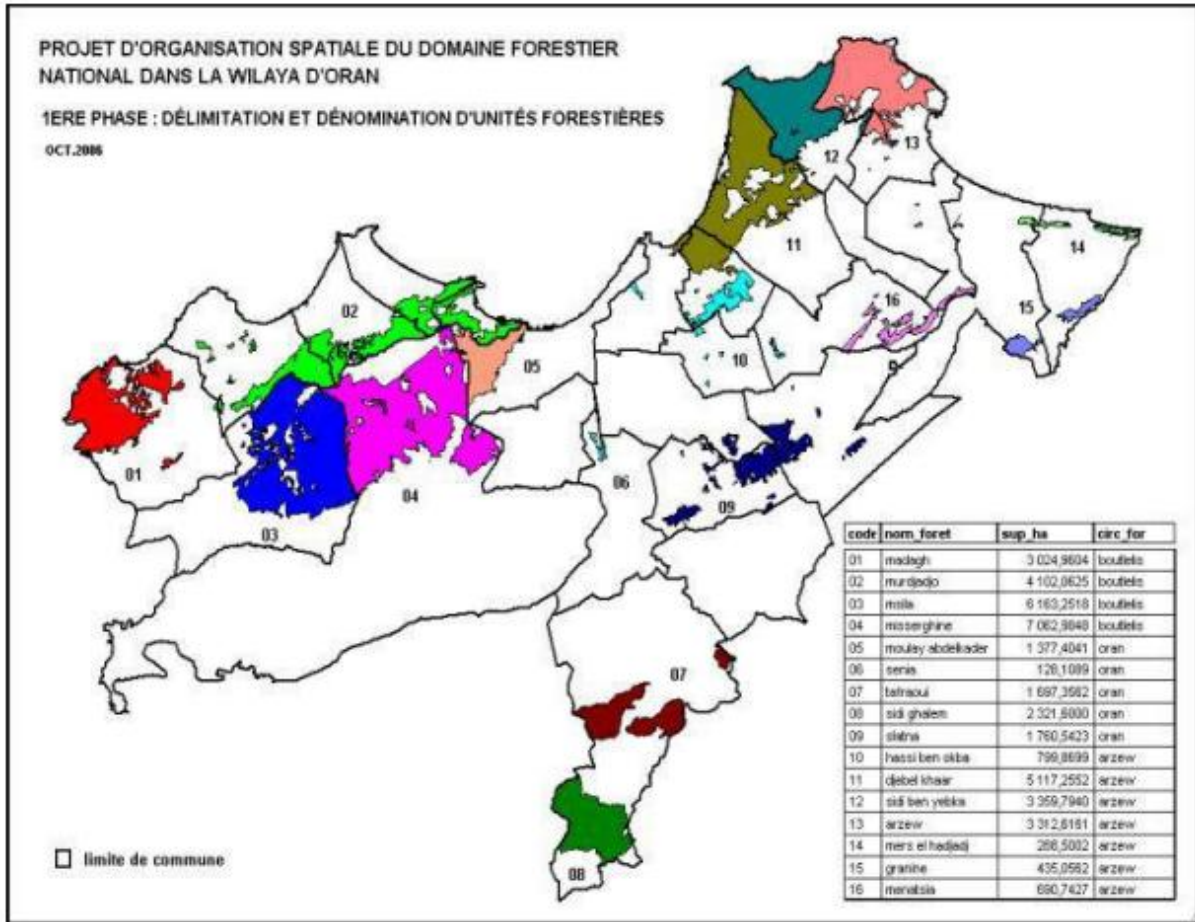 PROJET D'ORGANISATION SPATIALE DU DOMAINE FORESTIER
NATIONAL DANS LA WILAYA D'ORAN
1ERE PHASE : DÉLIMITATION ET DÉNOMINATION D'UNITÉS FORESTIÈRES
OCT.2006
12
13
11
14
02
16
15
05
10
01
04
06
09
03
07
08
code nom_foret sup_ha circ_for
01 madagh 3 024,9604 boutlelis
02 murdjadjo 4 102,0625 boutlelis
03 msila 6 163,2518 boutlelis
04 misserghine 7 062,9848 boutlelis
05 moulay abdelkader 1 377,4041 oran
06 senia 128,1089 oran
07 tafraoui 1 697,3562 oran
08 sidi ghalem 2 321,6000 oran
09 slatna 1 760,5423 oran
10 hassi ben okba 799,8699 arzew
11 djebel khaar 5 117,2552 arzew
12 sidi ben yebka 3 359,7940 arzew
13 arzew 3 312,6161 arzew
14 mers el hadjadj 266,5002 arzew
15 granine 435,0562 arzew
16 menatsia 680,7427 arzew
limite de commune